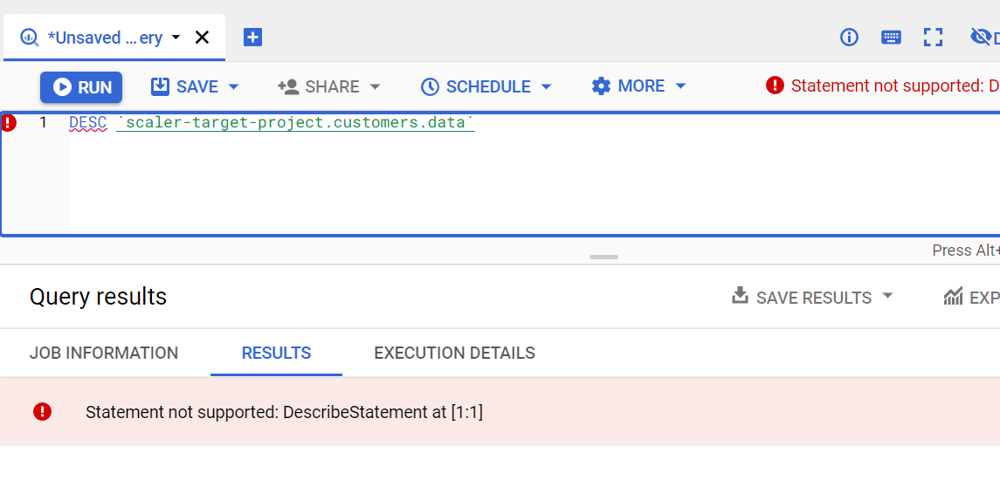 *Unsaved ...ery
RUN SAVE SHARE SCHEDULE MORE Statement not supported: D
1 DESC `scaler-target-project.customers.data`
Press Alt+
Query results SAVE RESULTS EXP
JOB INFORMATION RESULTS EXECUTION DETAILS
Statement not supported: DescribeStatement at [1:1]